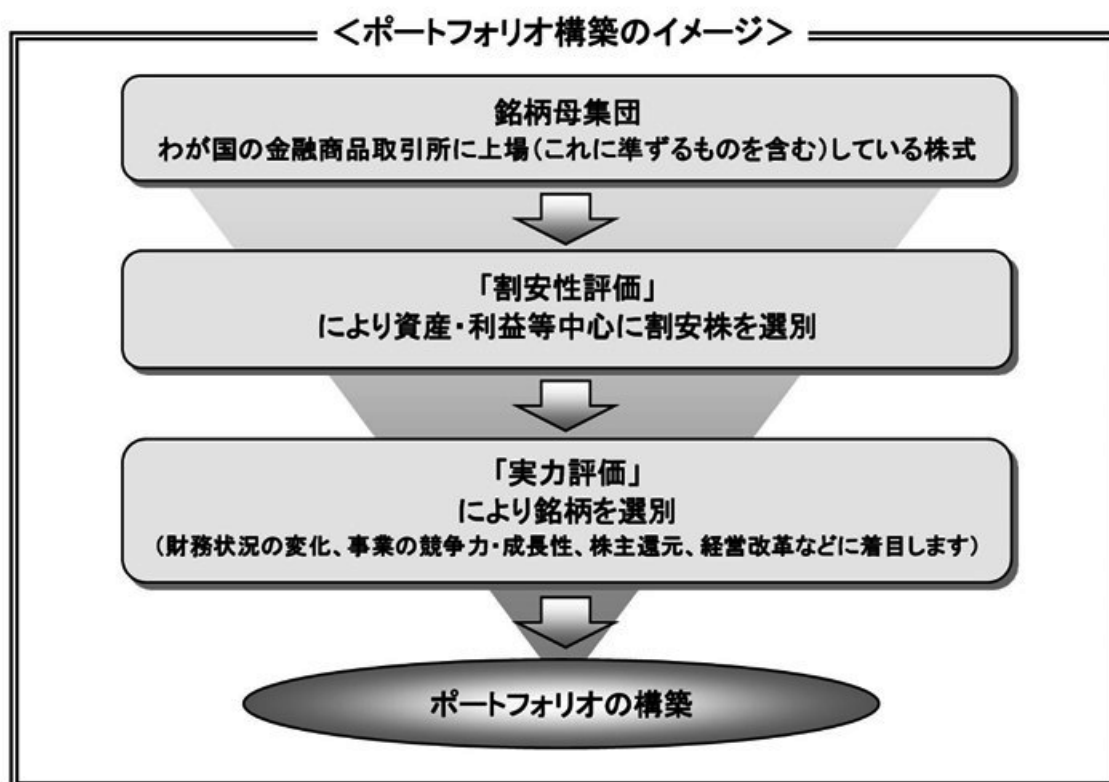 ＜ポートフォリオ構築のイメージ＞
銘柄母集団
わが国の金融商品取引所に上場（これに準ずるものを含む）している株式
「割安性評価」
により資産・利益等中心に割安株を選別
「実力評価」
により銘柄を選別
（財務状況の変化、事業の競争力・成長性、株主還元、経営改革などに着目します）
ポートフォリオの構築